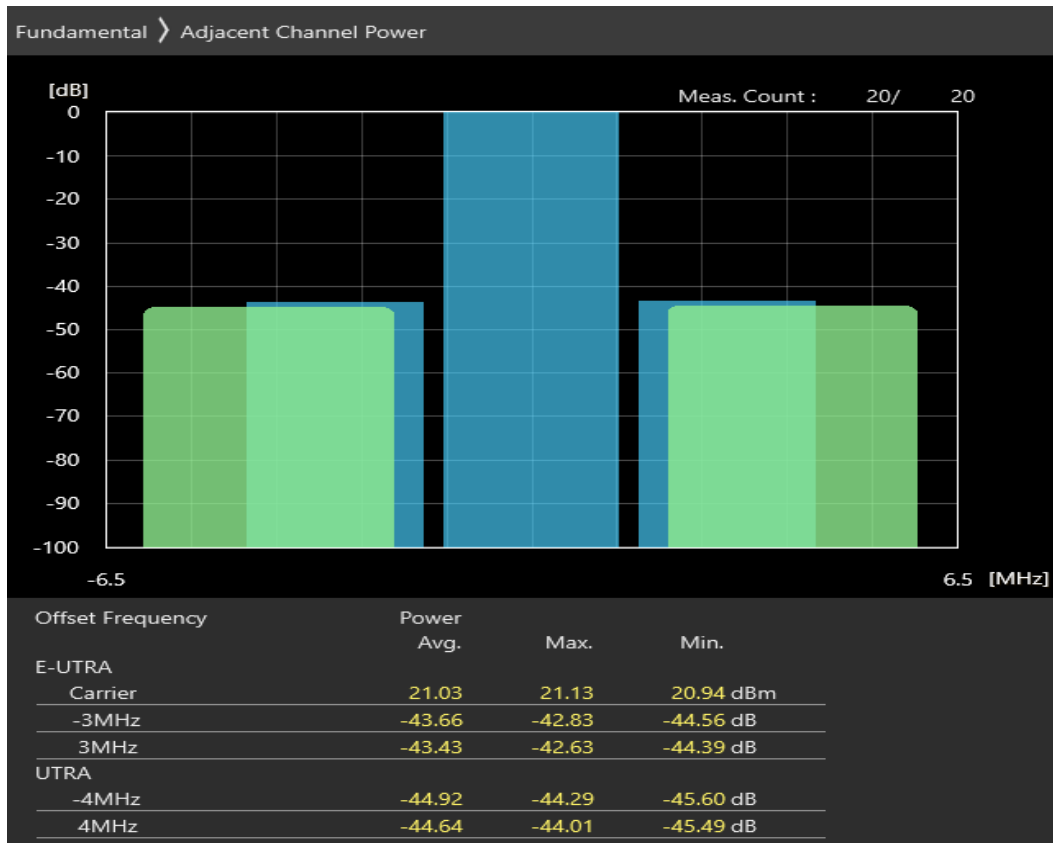 Fundamental 〉 Adjacent Channel Power
[dB]
Meas. Count : 20/ 20
0
-10
-20
-30
-40
-50
-60
-70
-80
-90
-100
-6.5 6.5 [MHz]
Offset Frequency Power
Avg. Max. Min.
E-UTRA
Carrier 21.03 21.13 20.94 dBm
-3MHz -43.66 -42.83 -44.56 dB
3MHz -43.43 -42.63 -44.39 dB
UTRA
-4MHz -44.92 -44.29 -45.60 dB
4MHz -44.64 -44.01 -45.49 dB